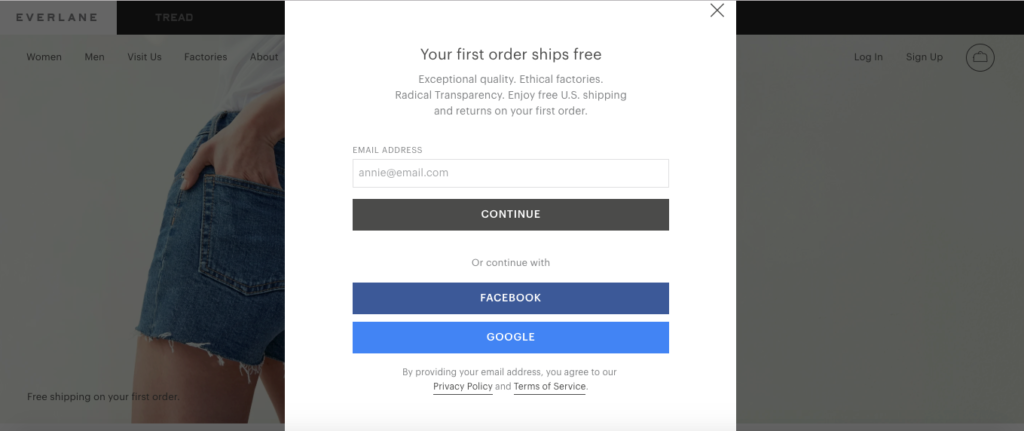 EVERLANE
TREAD
Women
Men
Visit Us
Factories
About
Log In
Sign Up
Your first order ships free
Exceptional quality. Ethical factories.
Radical Transparency. Enjoy free U.S. shipping
and returns on your first order.
EMAIL ADDRESS
annie@email.com
CONTINUE
Or continue with
FACEBOOK
GOOGLE
By providing your email address, you agree to our
Privacy Policy and Terms of Service.
Free shipping on your first order.